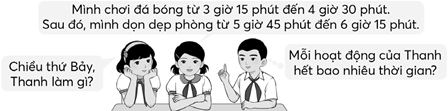 Mình chơi đá bóng từ 3 giờ 15 phút đến 4 giờ 30 phút.
Sau đó, mình dọn dẹp phòng từ 5 giờ 45 phút đến 6 giờ 15 phút.
Chiều thứ Bảy,
Thanh làm gì?
Mỗi hoạt động của Thanh
hết bao nhiêu thời gian?